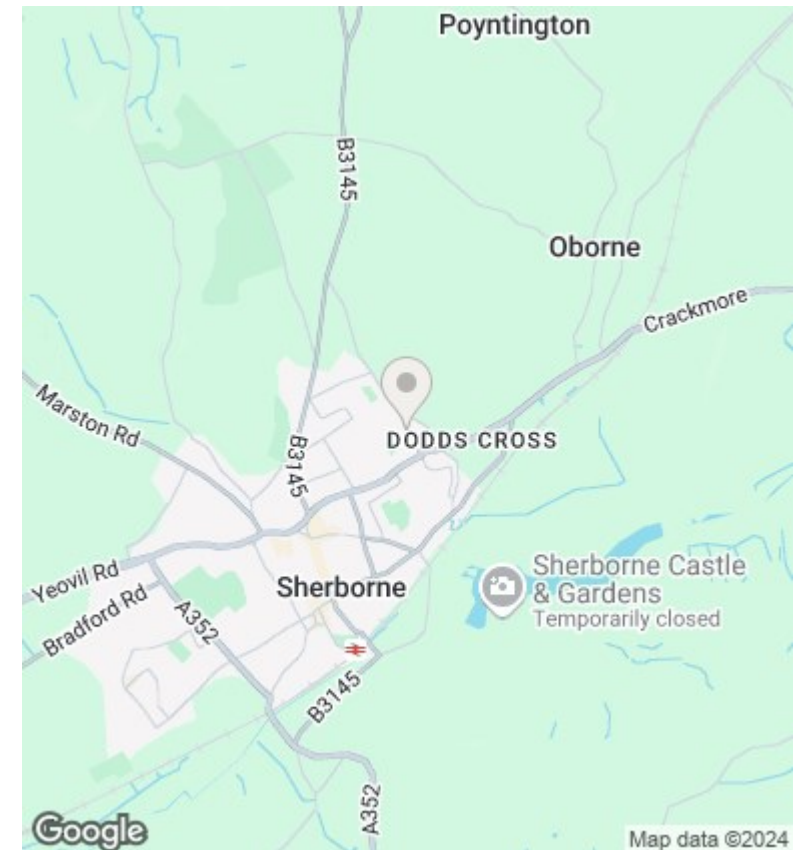 Poyntington
B3145
Oborne
Crackmore
Marston Rd
DODDS CROSS
B3145
Sherborne Castle
& Gardens
Temporarily closed
Yeovil Rd
Sherborne
Bradford Rd
A352
B3145
A352
Google
Map data ©2024